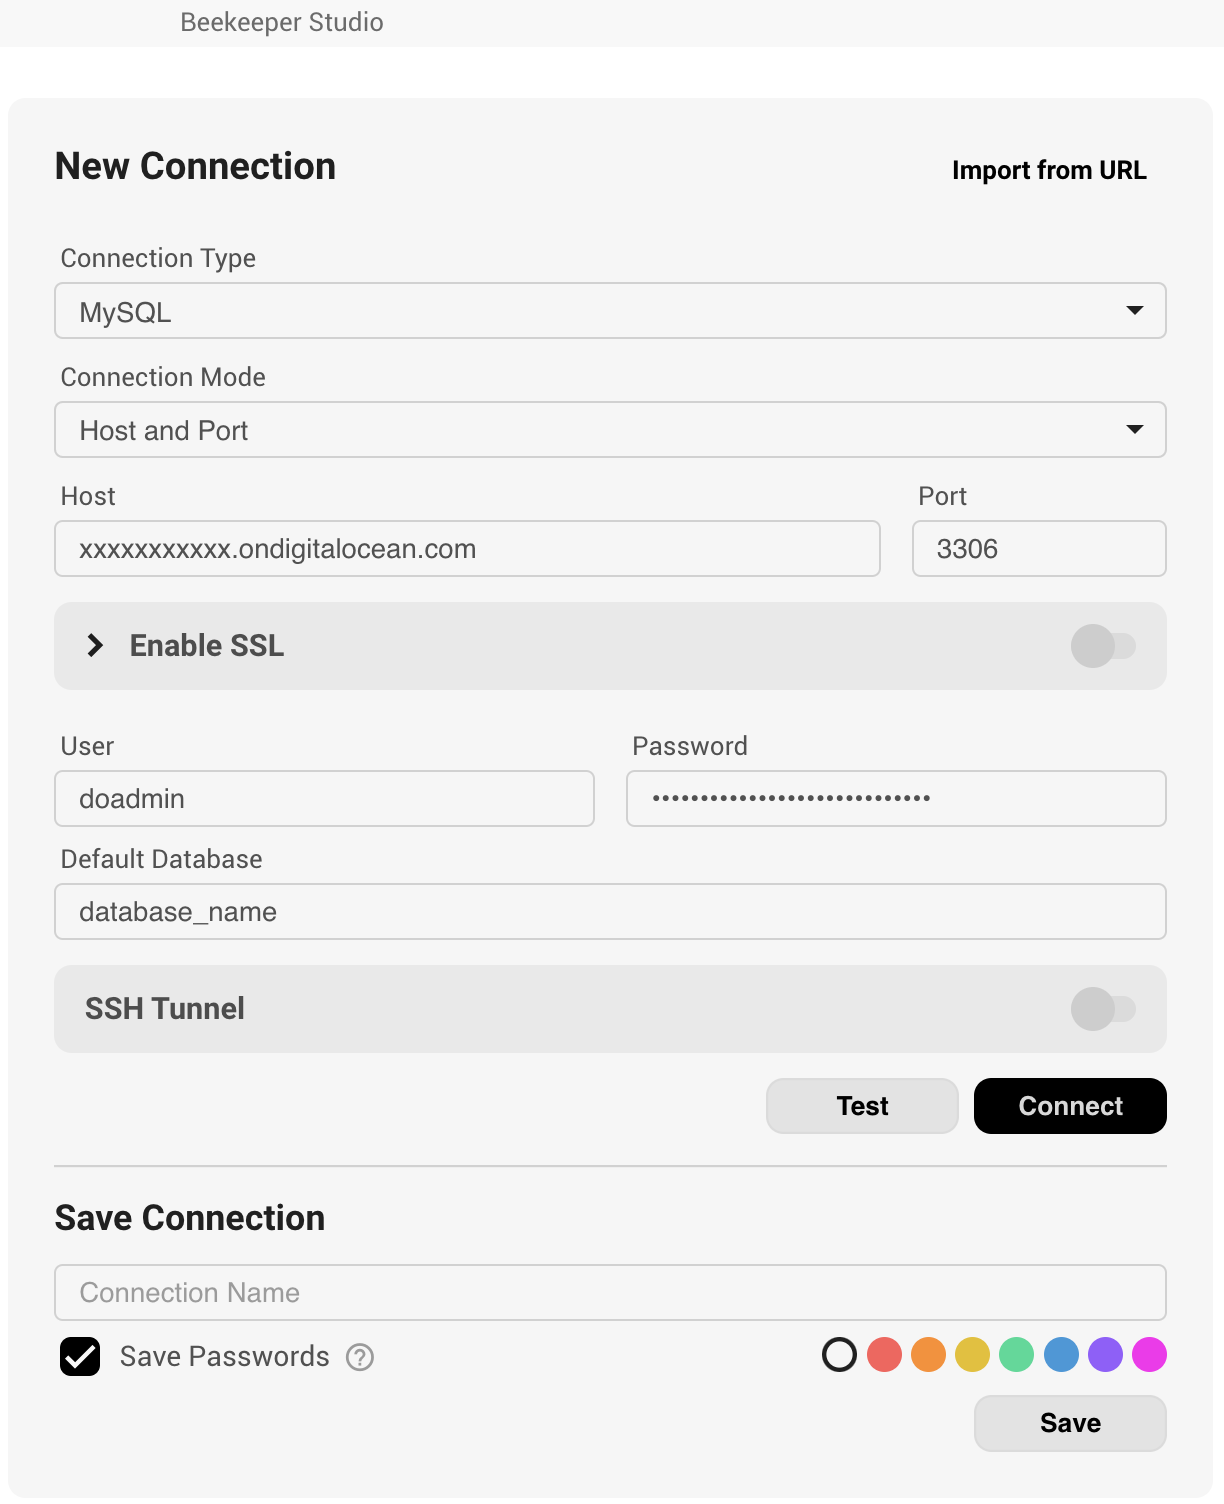 Beekeeper Studio
New Connection
Import from URL
Connection Type
MySQL
Connection Mode
Host and Port
Host
Port
xxxxxxxxxxx.ondigitalocean.com
3306
Enable SSL
User
Password
doadmin
•••••••••••••••••••••••••••••
Default Database
database_name
SSH Tunnel
Test
Connect
Save Connection
Connection Name
Save Passwords ?
Save